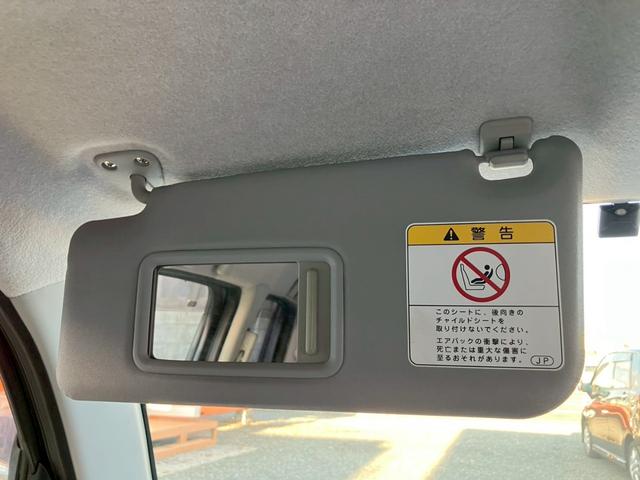 警告
このシートに、後向きの
チャイルドシートを
取り付けないでください。
エアバックの衝撃により、
死亡または重大な傷害に
至るおそれがあります。
JP